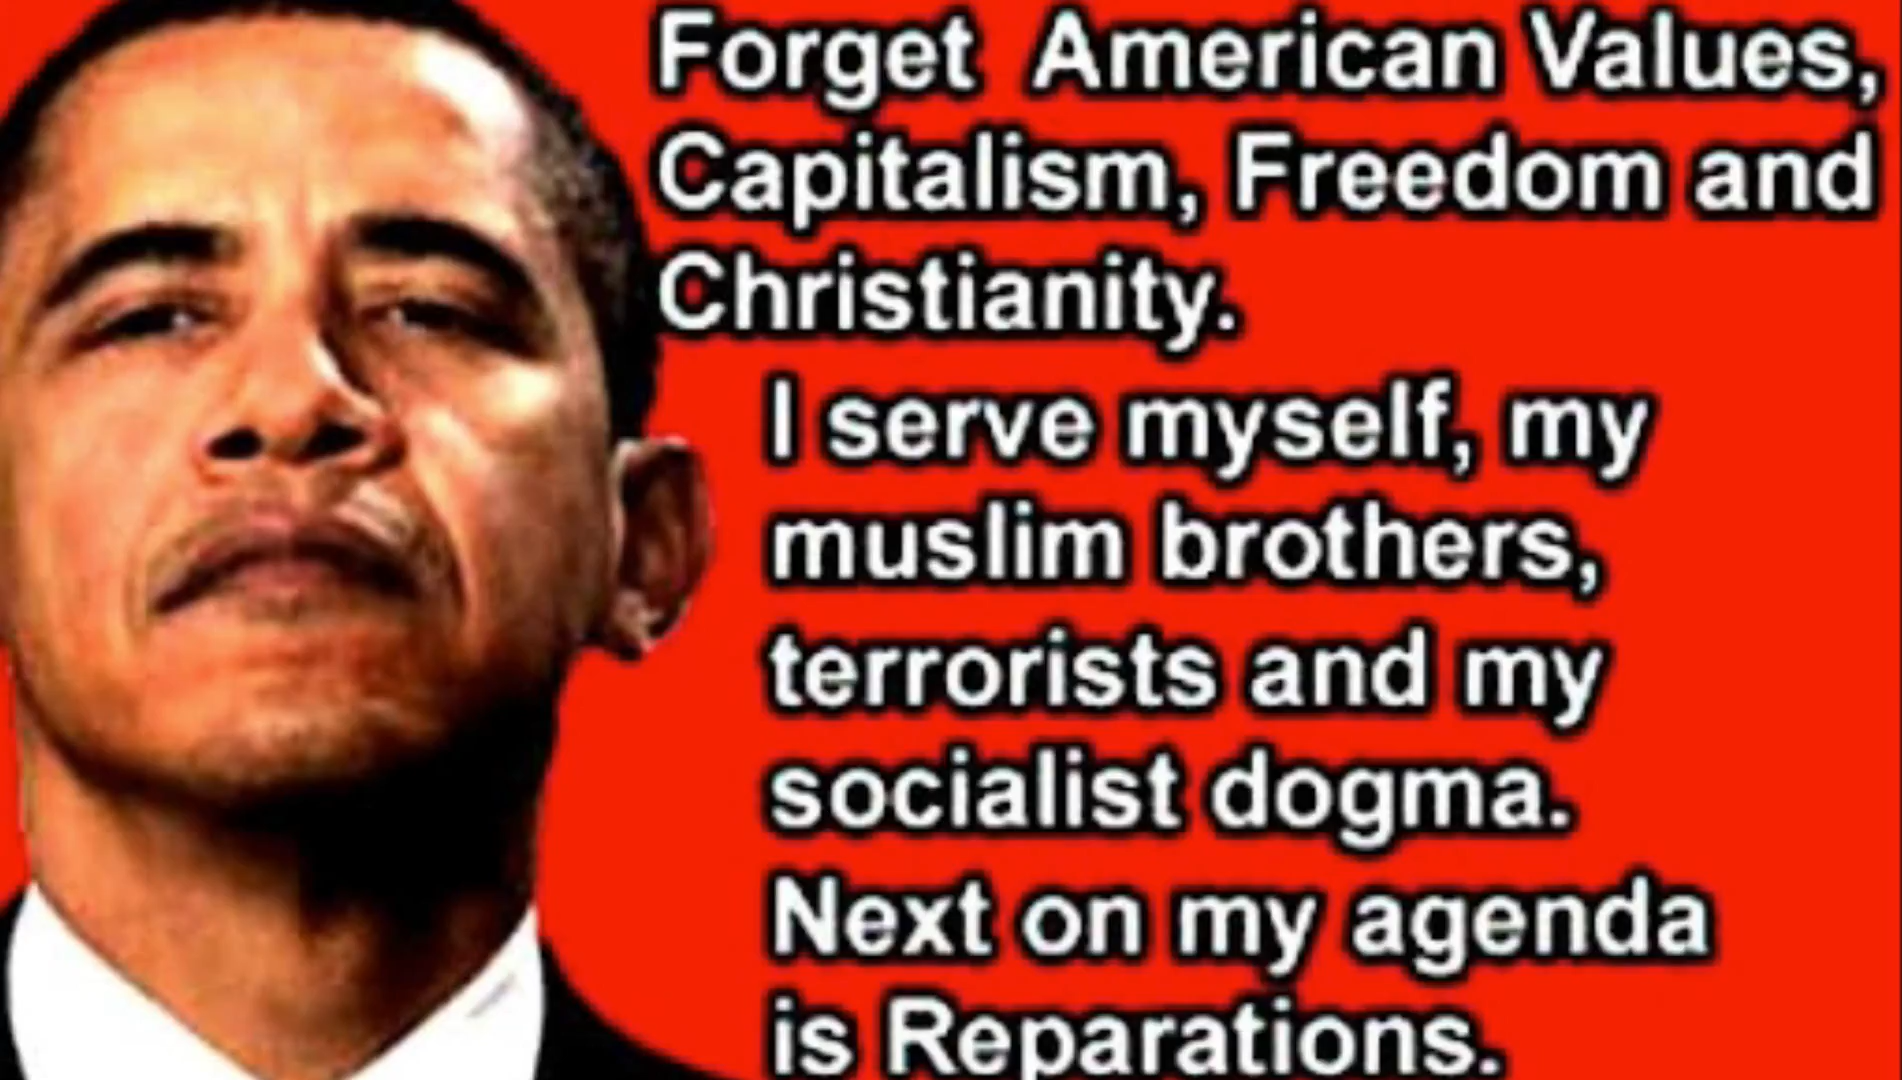 Forget American Values,
Capitalism, Freedom and
Christianity.
I serve myself, my
muslim brothers,
terrorists and my
socialist dogma.
Next on my agenda
is Reparations.